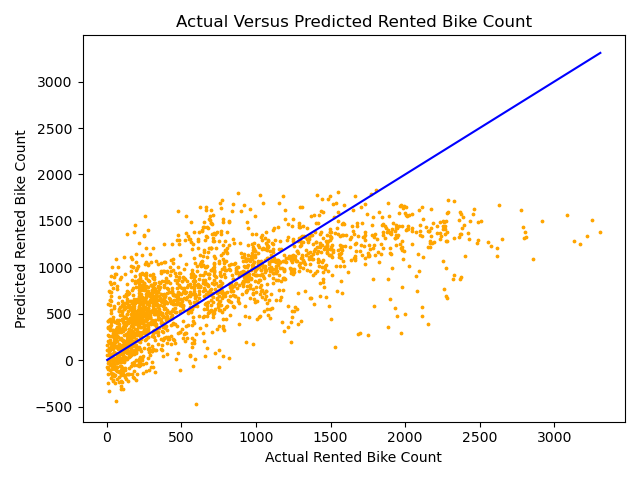 Actual Versus Predicted Rented Bike Count
Predicted Rented Bike Count
3000
2500
2000
1500
1000
500
0
−500
0 500 1000 1500 2000 2500 3000
Actual Rented Bike Count